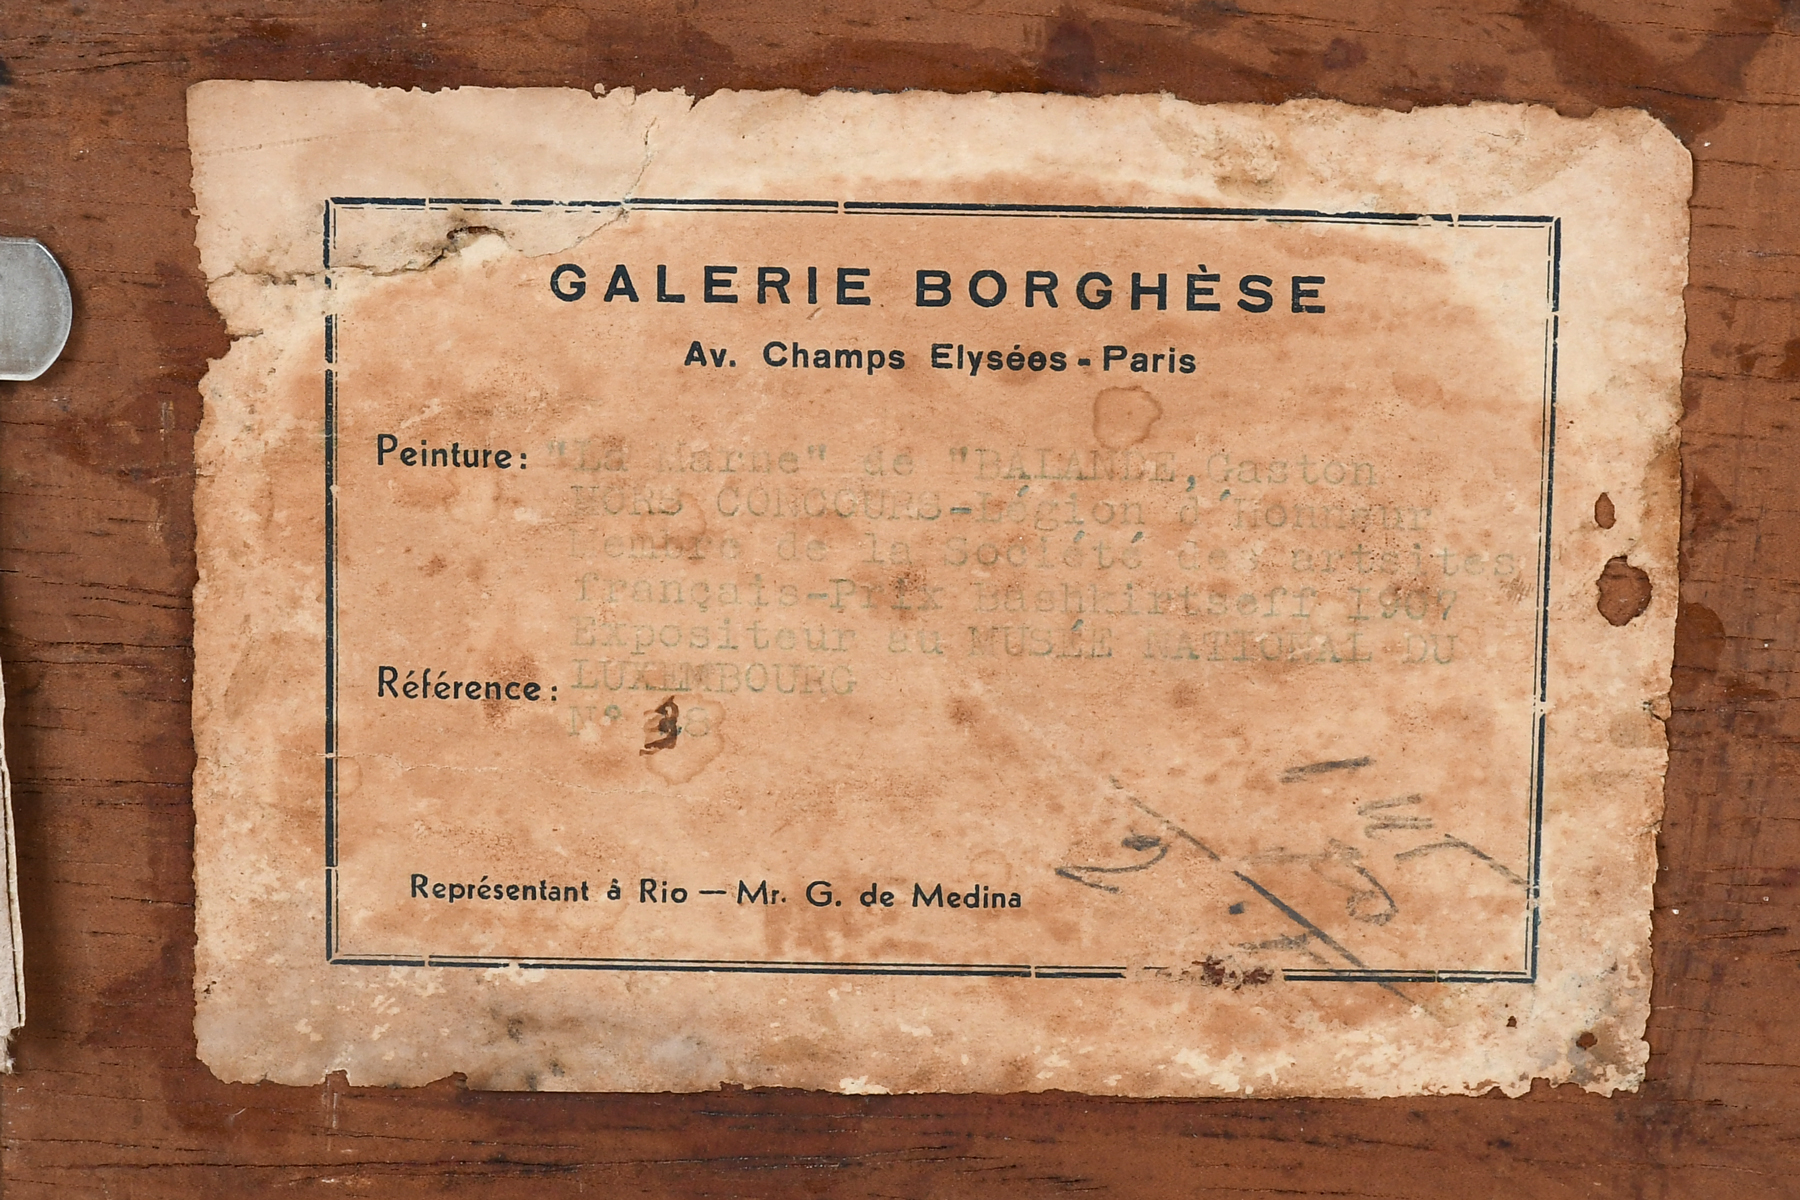 GALERIE BORGHÈSE
Av. Champs Elysées - Paris
Peinture: "La Marne" de "BALANDE, Gaston
HORS CONCOURS-Légion d'Honneur
Membre de la Société des artsites
français-Prix Bashkirtseff 1907
Expositeur au MUSÉE NATIONAL DU
Référence: LUXEMBOURG
N°
Représentant à Rio — Mr. G. de Medina